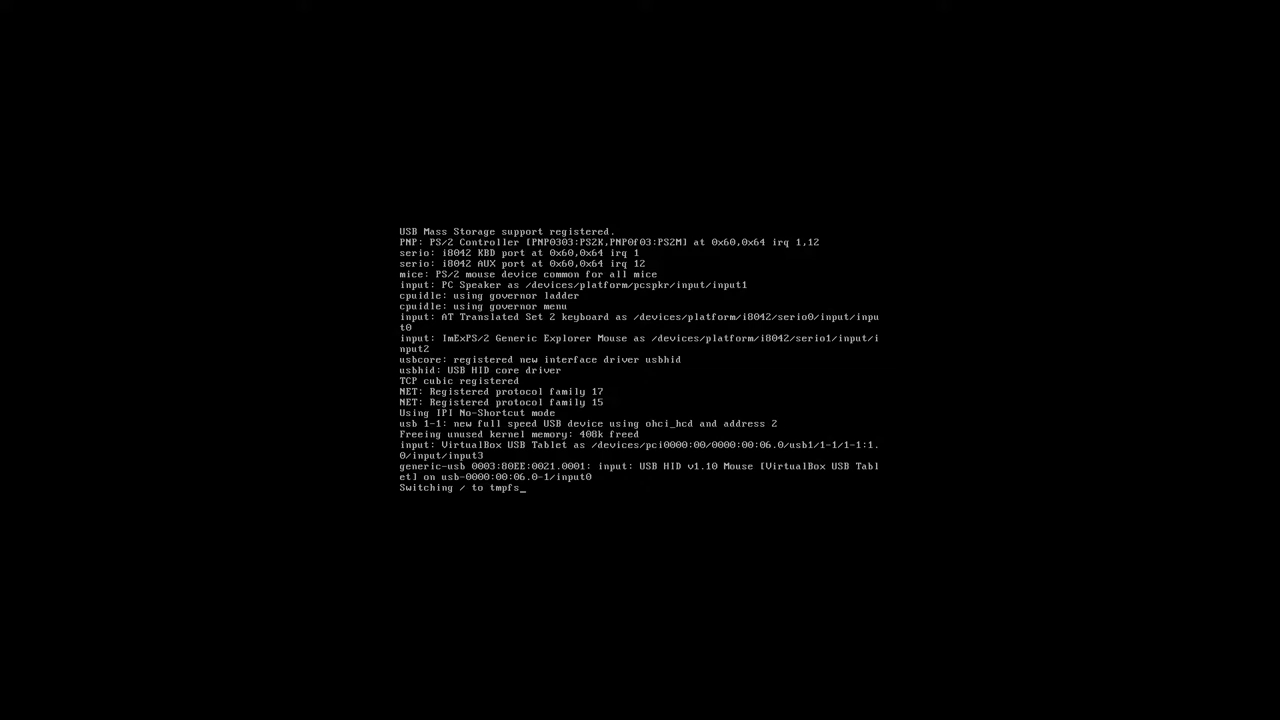 USB Mass Storage support registered.
PNP: PS/2 Controller [PNP0303:PS2K,PNP0f03:PS2M] at 0x60,0x64 irq 1,12
serio: i8042 KBD port at 0x60,0x64 irq 1
serio: i8042 AUX port at 0x60,0x64 irq 12
mice: PS/2 mouse device common for all mice
input: PC Speaker as /devices/platform/pcspkr/input/input1
cpuidle: using governor ladder
cpuidle: using governor menu
input: AT Translated Set 2 keyboard as /devices/platform/i8042/serio0/input/inpu
t0
input: ImExPS/2 Generic Explorer Mouse as /devices/platform/i8042/serio1/input/i
nput2
usbcore: registered new interface driver usbhid
usbhid: USB HID core driver
TCP cubic registered
NET: Registered protocol family 17
NET: Registered protocol family 15
Using IPI No-Shortcut mode
usb 1-1: new full speed USB device using ohci_hcd and address 2
Freeing unused kernel memory: 408k freed
input: VirtualBox USB Tablet as /devices/pci0000:00/0000:00:06.0/usb1/1-1/1-1:1.
0/input/input3
generic-usb 0003:80EE:0021.0001: input: USB HID v1.10 Mouse [VirtualBox USB Tabl
et] on usb-0000:00:06.0-1/input0
Switching / to tmpfs_